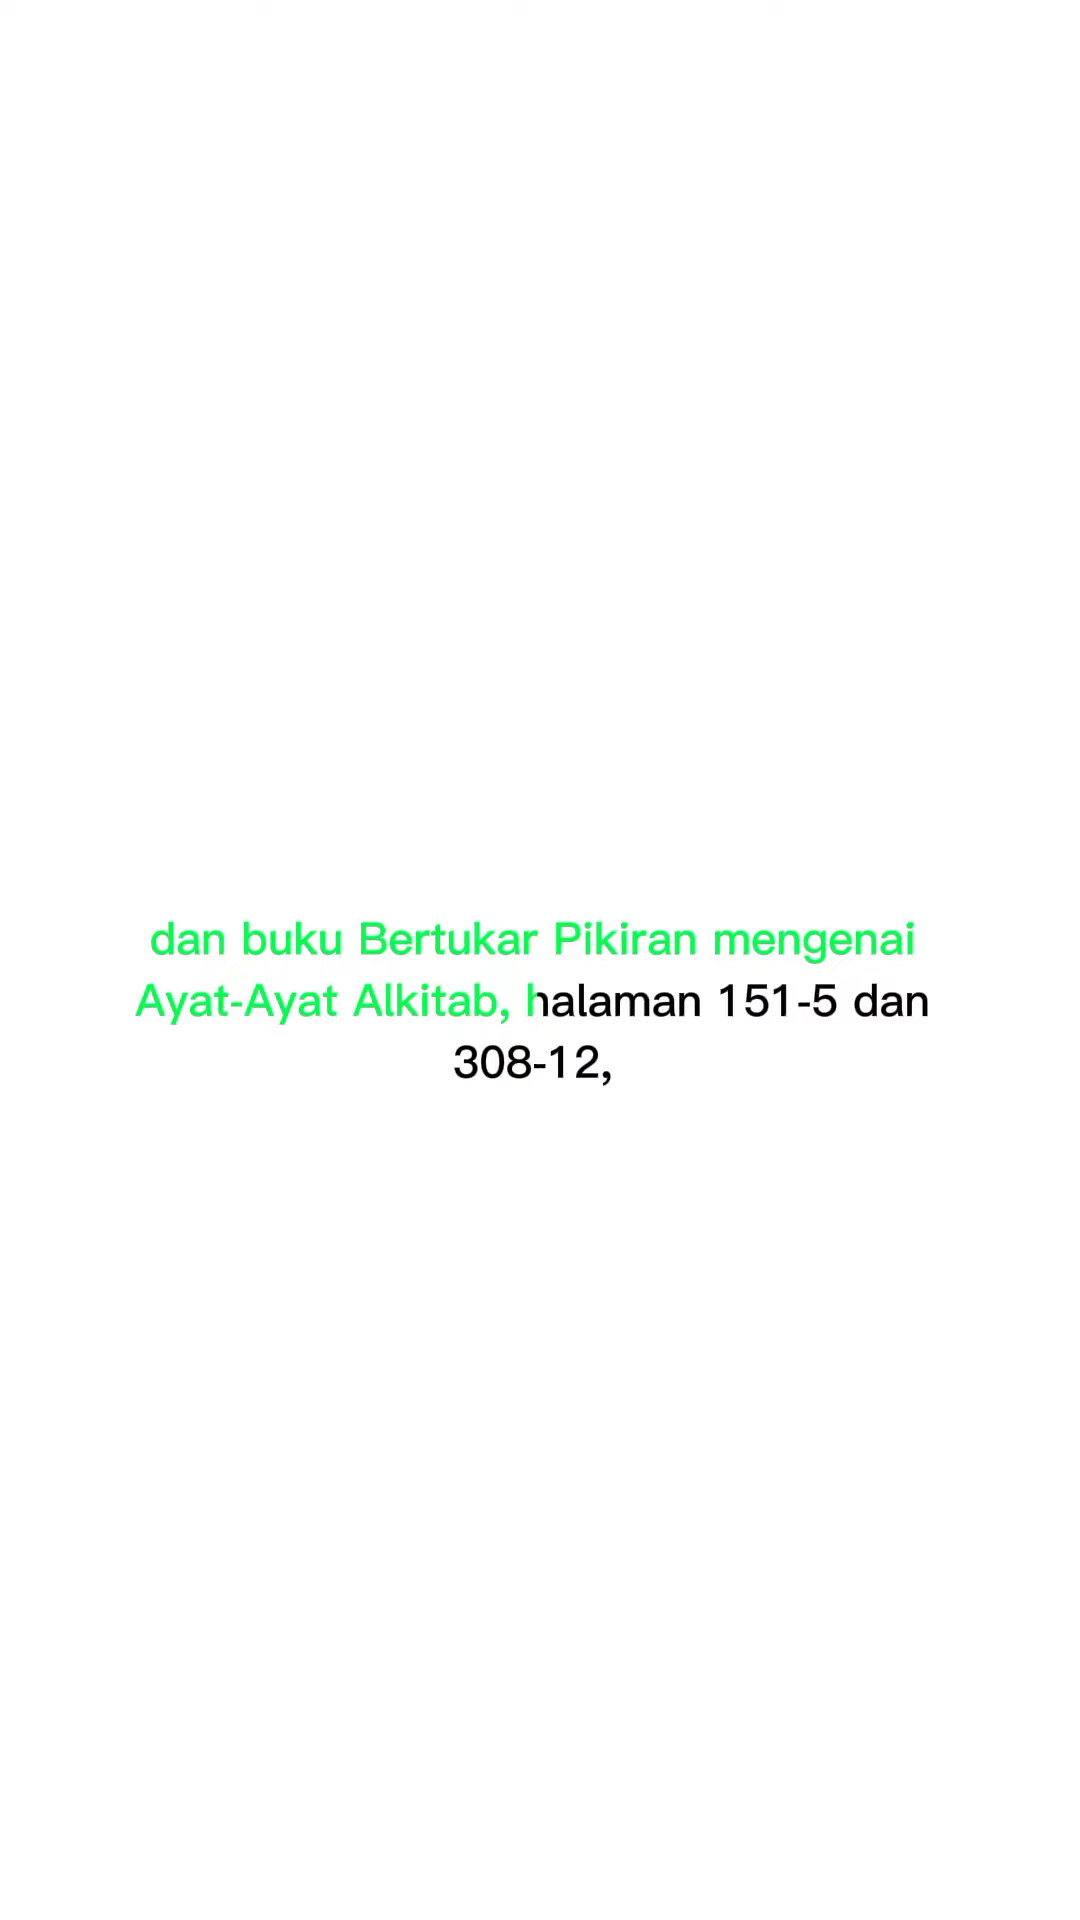 dan buku Bertukar Pikiran mengenai
Ayat-Ayat Alkitab, halaman 151-5 dan
308-12,